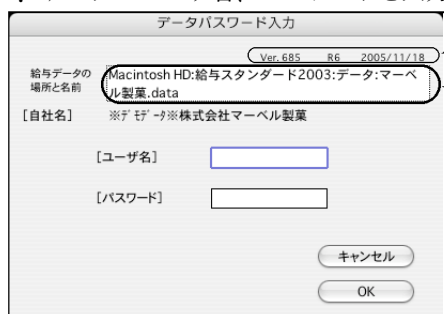 データパスワード入力
Ver. 685 R6 2005/11/18
給与データの
場所と名前
Macintosh HD:給与スタンダード2003:データ:マーベ
ル製菓.data
[自社名] ※ﾃﾞﾓﾃﾞｰﾀ※株式会社マーベル製菓
[ユーザ名]
[パスワード]
キャンセル
OK